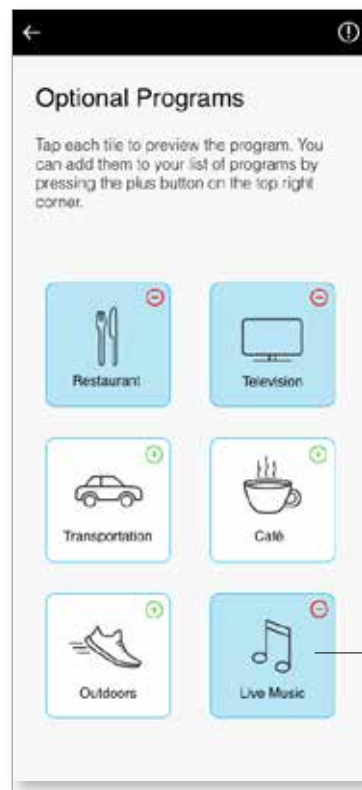 Optional Programs
Tap each tile to preview the program. You
can add them to your list of programs by
pressing the plus button on the top right
corner.
Restaurant
Television
Transportation
Café
Outdoors
Live Music